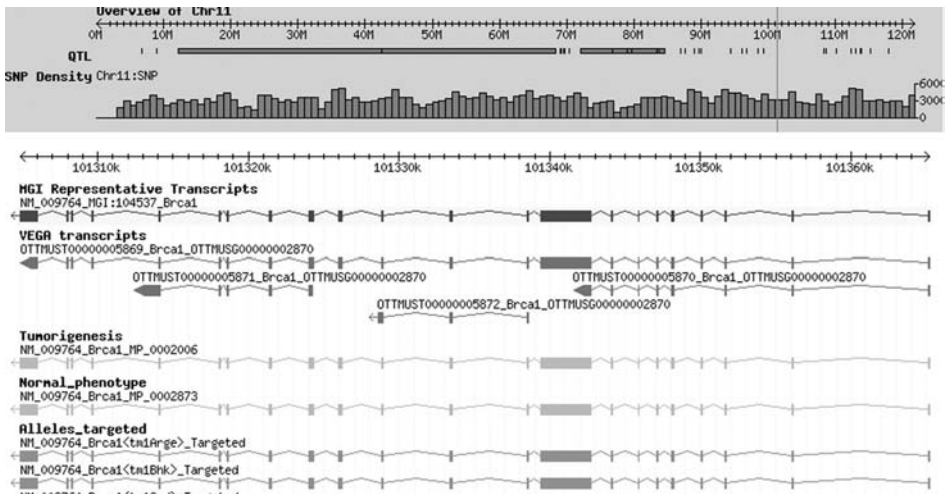 Overview of Chr11
0M 10M 20M 30M 40M 50M 60M 70M 80M 90M 100M 110M 120M
QTL
SNP Density Chr11:SNP
6000
3000
0
101310k 101320k 101330k 101340k 101350k 101360k
MGI Representative Transcripts
NM_009764_MGI:104537_Brca1
VEGA transcripts
OTTMUST00000005869_Brca1_OTTMUSG00000002870
OTTMUST00000005871_Brca1_OTTMUSG00000002870 OTTMUST00000005870_Brca1_OTTMUSG00000002870
OTTMUST00000005872_Brca1_OTTMUSG00000002870
Tumorigenesis
NM_009764_Brca1_MP_0002006
Normal_phenotype
NM_009764_Brca1_MP_0002873
Alleles_targeted
NM_009764_Brca1<tm1Arge>_Targeted
NM_009764_Brca1<tm1Bhk>_Targeted